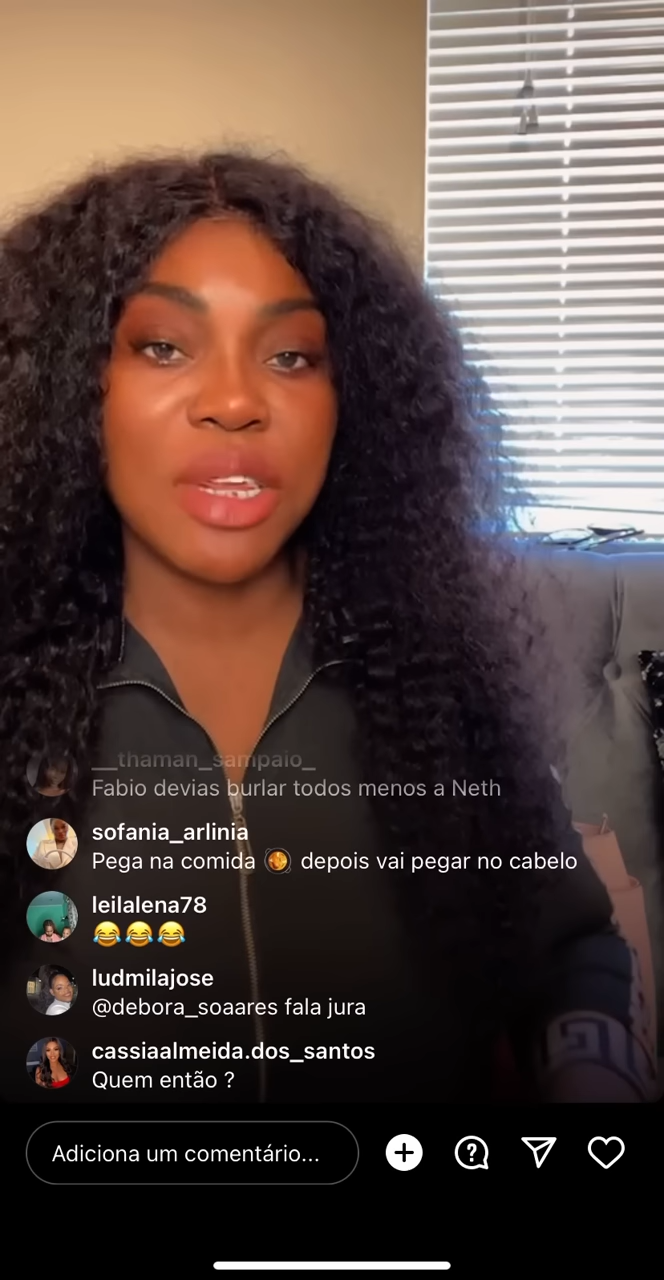 __thaman_sampaio_
Fabio devias burlar todos menos a Neth
sofania_arlinia
Pega na comida 🥘 depois vai pegar no cabelo
leilalena78
😂😂😂
ludmilajose
@debora_soaares fala jura
cassiaalmeida.dos_santos
Quem então ?
Adiciona um comentário...